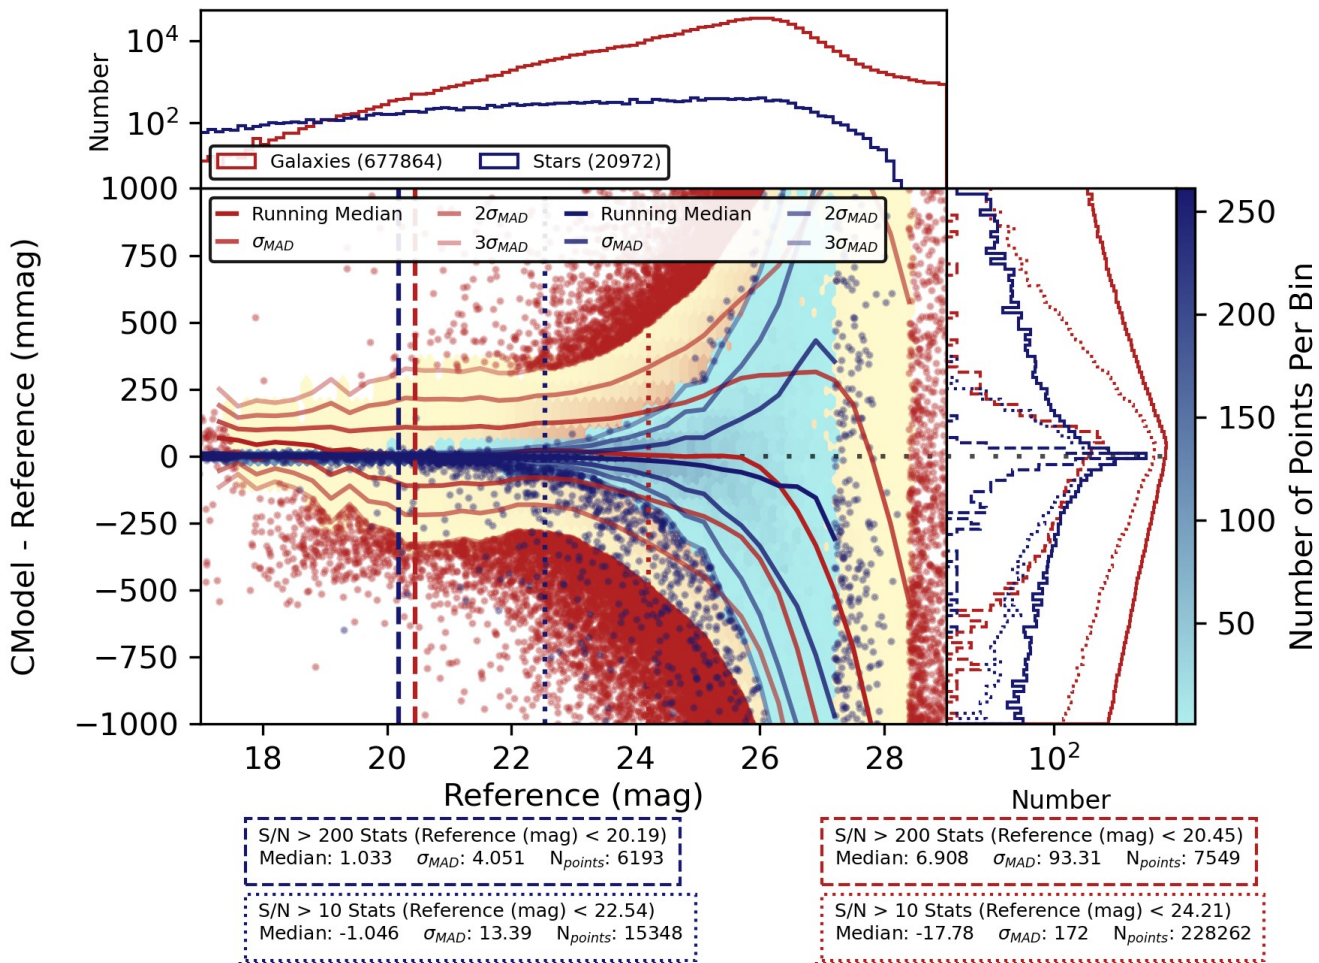 Number
10^4
10^2
Galaxies (677864) Stars (20972)
CModel - Reference (mmag)
1000
750
500
250
0
−250
−500
−750
−1000
Running Median 2σ_MAD Running Median 2σ_MAD
σ_MAD 3σ_MAD σ_MAD 3σ_MAD
18 20 22 24 26 28
Reference (mag)
10^2
Number
250
200
150
100
50
Number of Points Per Bin
S/N > 200 Stats (Reference (mag) < 20.19)
Median: 1.033 σ_MAD: 4.051 N_points: 6193
S/N > 10 Stats (Reference (mag) < 22.54)
Median: -1.046 σ_MAD: 13.39 N_points: 15348
S/N > 200 Stats (Reference (mag) < 20.45)
Median: 6.908 σ_MAD: 93.31 N_points: 7549
S/N > 10 Stats (Reference (mag) < 24.21)
Median: -17.78 σ_MAD: 172 N_points: 228262